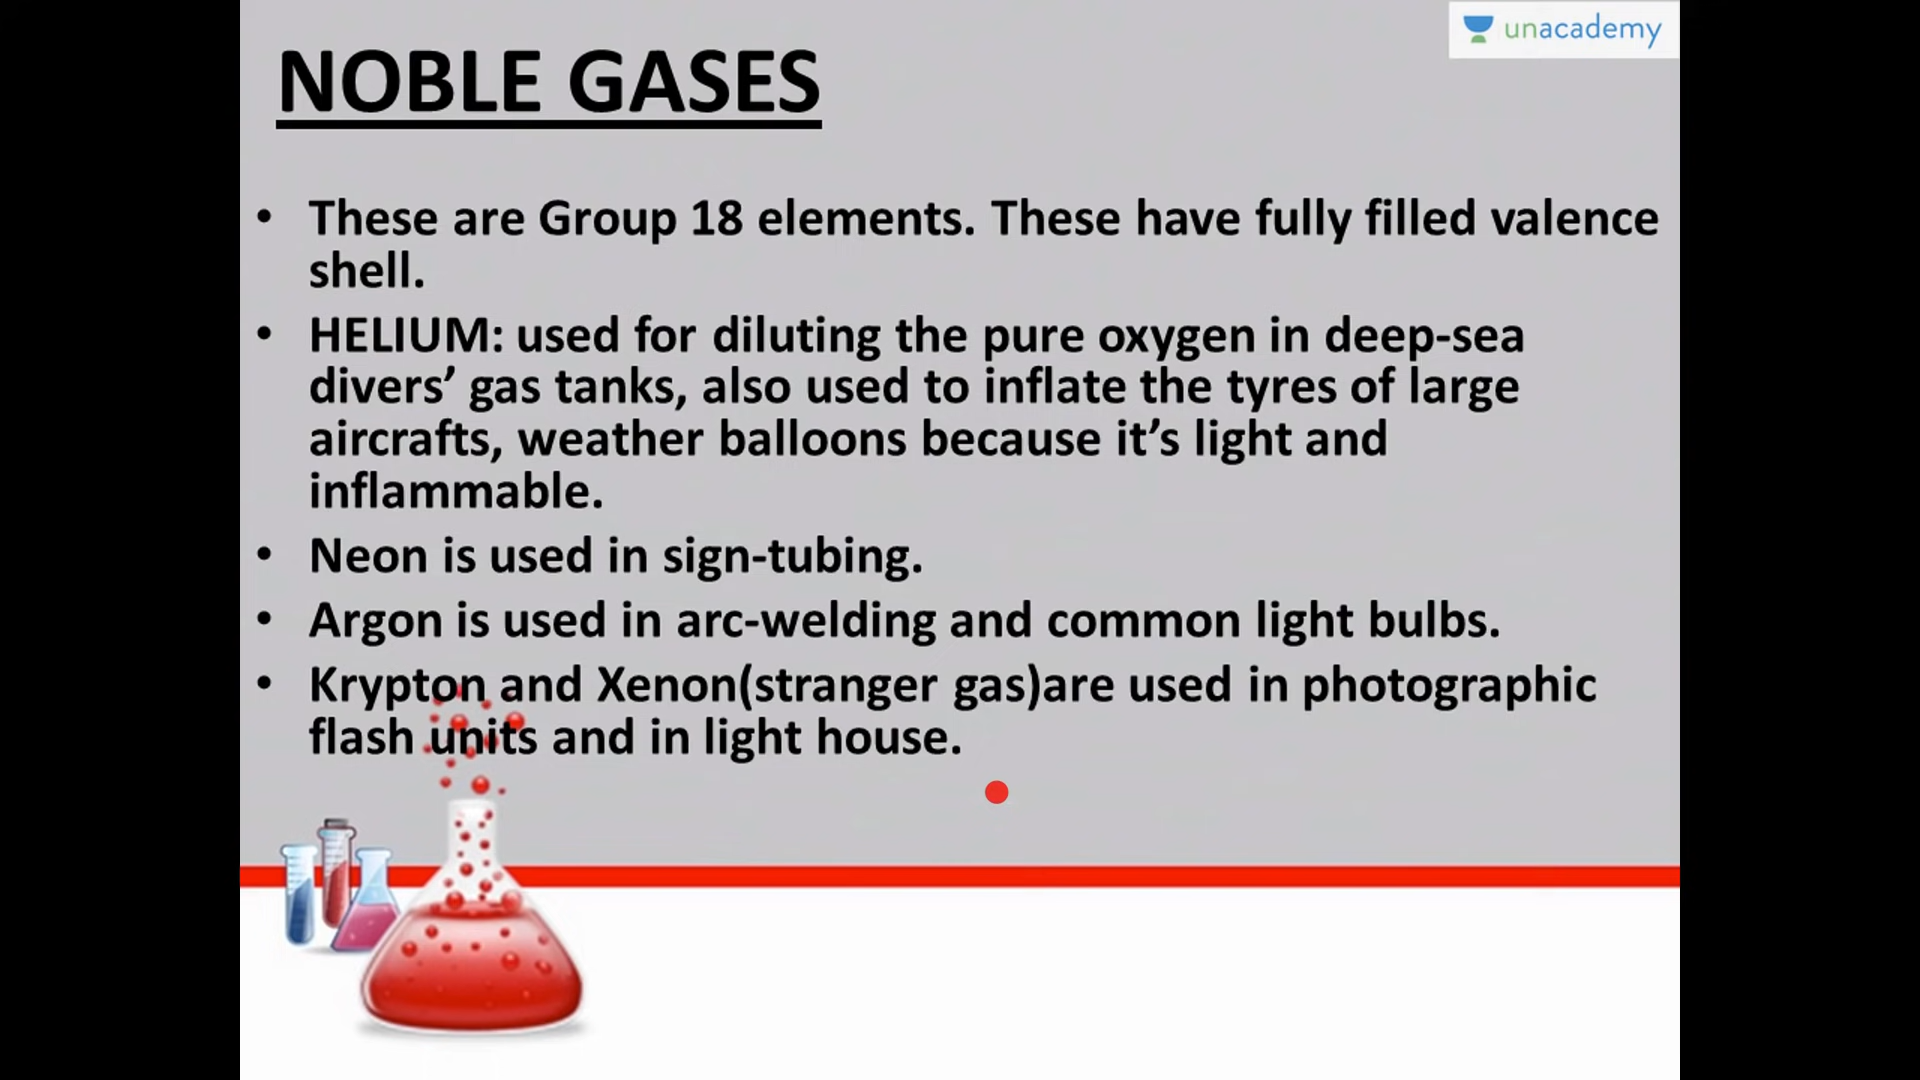 unacademy
NOBLE GASES
• These are Group 18 elements. These have fully filled valence
shell.
• HELIUM: used for diluting the pure oxygen in deep-sea
divers’ gas tanks, also used to inflate the tyres of large
aircrafts, weather balloons because it’s light and
inflammable.
• Neon is used in sign-tubing.
• Argon is used in arc-welding and common light bulbs.
• Krypton and Xenon(stranger gas)are used in photographic
flash units and in light house.